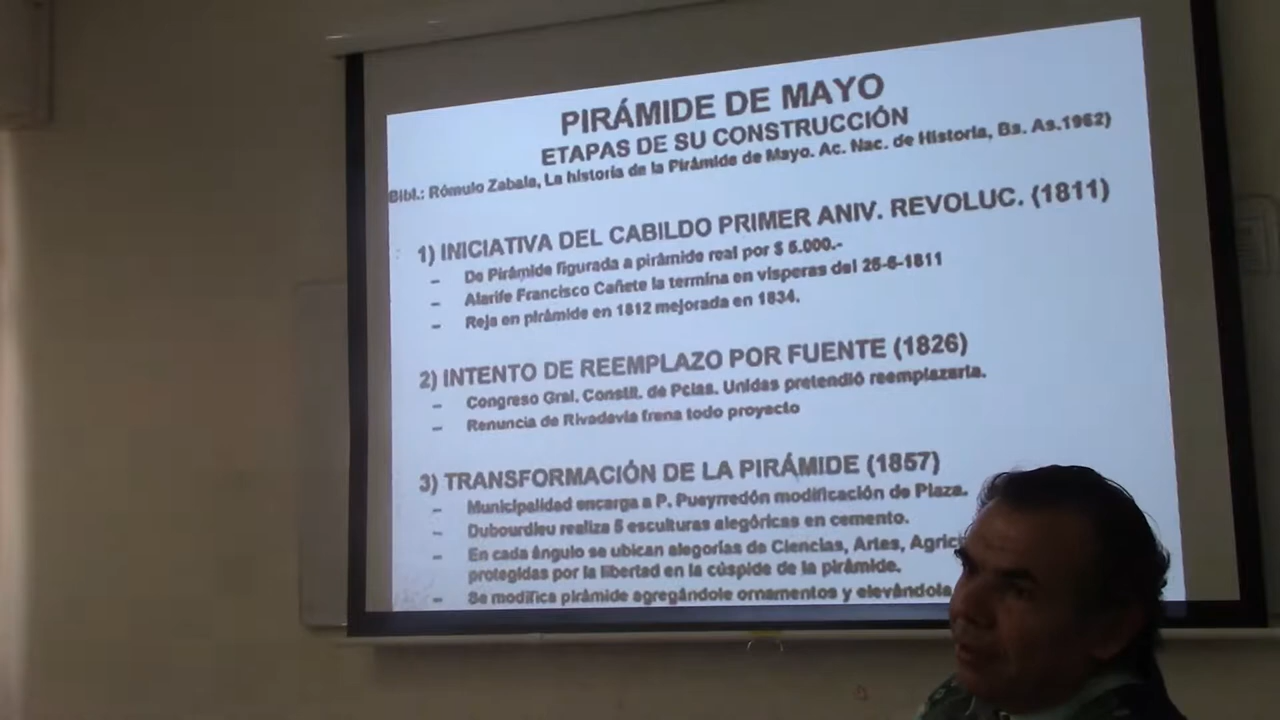 PIRÁMIDE DE MAYO
ETAPAS DE SU CONSTRUCCIÓN
Bibl.: Rómulo Zabala, La historia de la Pirámide de Mayo. Ac. Nac. de Historia, Bs. As.1962)
1) INICIATIVA DEL CABILDO PRIMER ANIV. REVOLUC. (1811)
– De Pirámide figurada a pirámide real por $ 6.000.-
– Alarife Francisco Cañete la termina en vísperas del 25-5-1811
– Reja en pirámide en 1812 mejorada en 1834.
2) INTENTO DE REEMPLAZO POR FUENTE (1826)
– Congreso Gral. Constit. de Pcias. Unidas pretendió reemplazarla.
– Renuncia de Rivadavia frena todo proyecto
3) TRANSFORMACIÓN DE LA PIRÁMIDE (1857)
– Municipalidad encarga a P. Pueyrredón modificación de Plaza.
– Dubourdieu realiza 5 esculturas alegóricas en cemento.
– En cada ángulo se ubican alegorías de Ciencias, Artes, Agric
protegidas por la libertad en la cúspide de la pirámide.
– Se modifica pirámide agregándole ornamentos y elevándola